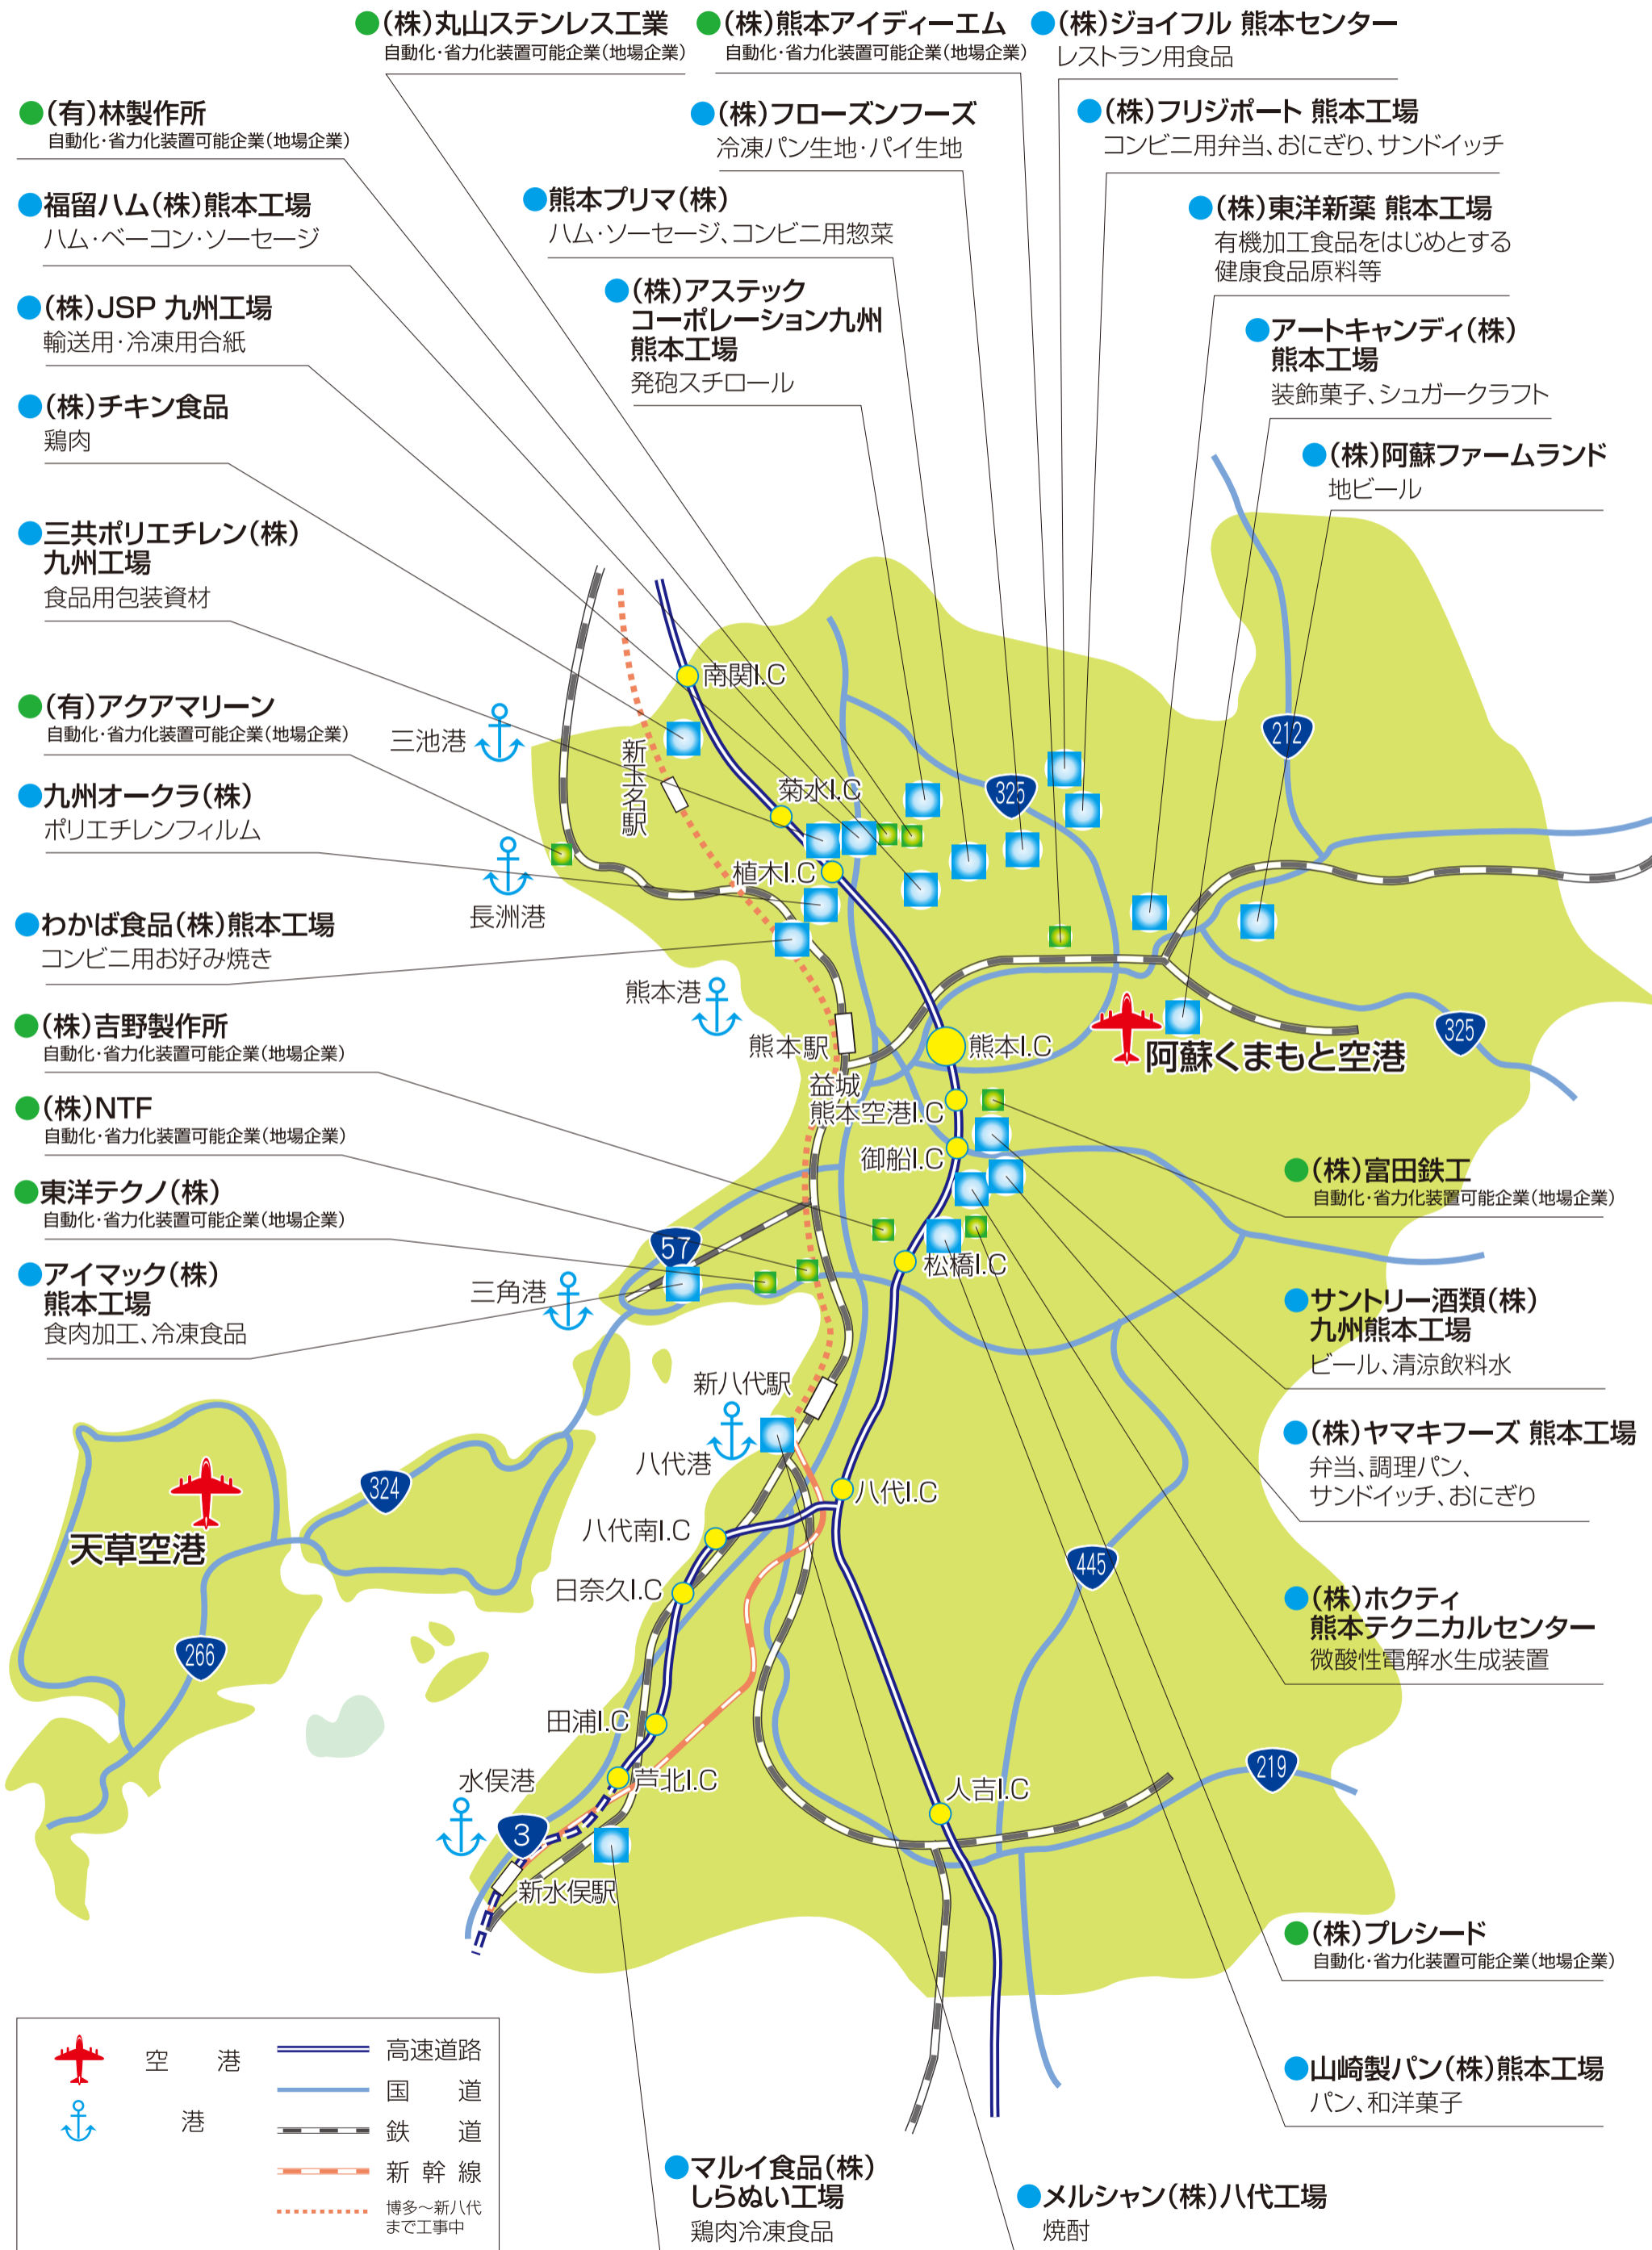 ●(株)丸山ステンレス工業
自動化・省力化装置可能企業(地場企業)
●(株)熊本アイディーエム
自動化・省力化装置可能企業(地場企業)
●(株)ジョイフル 熊本センター
レストラン用食品
●(有)林製作所
自動化・省力化装置可能企業(地場企業)
●(株)フローズンフーズ
冷凍パン生地・パイ生地
●(株)フリジポート 熊本工場
コンビニ用弁当、おにぎり、サンドイッチ
●福留ハム(株)熊本工場
ハム・ベーコン・ソーセージ
●熊本プリマ(株)
ハム・ソーセージ、コンビニ用惣菜
●(株)東洋新薬 熊本工場
有機加工食品をはじめとする
健康食品原料等
●(株)JSP 九州工場
輸送用・冷凍用合紙
●(株)アステック
コーポレーション九州
熊本工場
発砲スチロール
●アートキャンディ(株)
熊本工場
装飾菓子、シュガークラフト
●(株)チキン食品
鶏肉
●(株)阿蘇ファームランド
地ビール
●三共ポリエチレン(株)
九州工場
食品用包装資材
●(有)アクアマリーン
自動化・省力化装置可能企業(地場企業)
●九州オークラ(株)
ポリエチレンフィルム
●わかば食品(株)熊本工場
コンビニ用お好み焼き
●(株)吉野製作所
自動化・省力化装置可能企業(地場企業)
●(株)NTF
自動化・省力化装置可能企業(地場企業)
●東洋テクノ(株)
自動化・省力化装置可能企業(地場企業)
●アイマック(株)
熊本工場
食肉加工、冷凍食品
南関I.C
三池港
新玉名駅
菊水I.C
325
212
植木I.C
長洲港
熊本港
熊本駅
熊本I.C
阿蘇くまもと空港
325
益城
熊本空港I.C
御船I.C
57
松橋I.C
三角港
新八代駅
八代港
八代I.C
324
八代南I.C
天草空港
日奈久I.C
445
266
田浦I.C
芦北I.C
水俣港
人吉I.C
219
3
新水俣駅
●(株)富田鉄工
自動化・省力化装置可能企業(地場企業)
●サントリー酒類(株)
九州熊本工場
ビール、清涼飲料水
●(株)ヤマキフーズ 熊本工場
弁当、調理パン、
サンドイッチ、おにぎり
●(株)ホクティ
熊本テクニカルセンター
微酸性電解水生成装置
●(株)プレシード
自動化・省力化装置可能企業(地場企業)
●山崎製パン(株)熊本工場
パン、和洋菓子
●マルイ食品(株)
しらぬい工場
鶏肉冷凍食品
●メルシャン(株)八代工場
焼酎
空　港
港
高速道路
国　道
鉄　道
新幹線
博多〜新八代
まで工事中